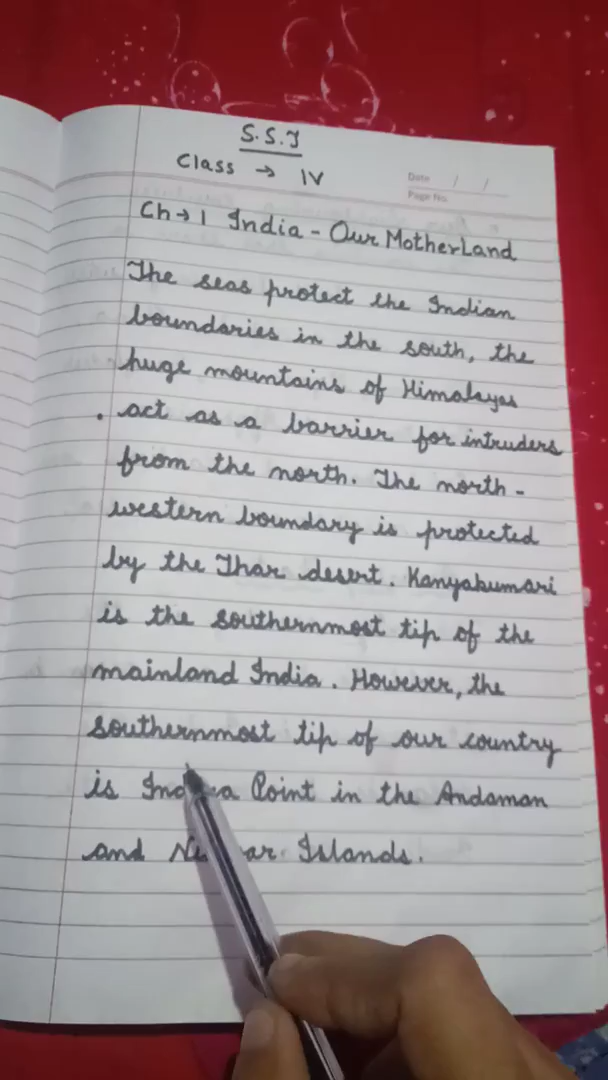 S.S.T
Class → IV
Date / /
Page No.
Ch → 1 India - Our MotherLand
The seas protect the Indian
boundaries in the south, the
huge mountains of Himalayas
act as a barrier for intruders
from the north. The north-
western boundary is protected
by the Thar desert. Kanyakumari
is the southernmost tip of the
mainland India. However, the
southernmost tip of our country
is Point in the Andaman
and Islands.